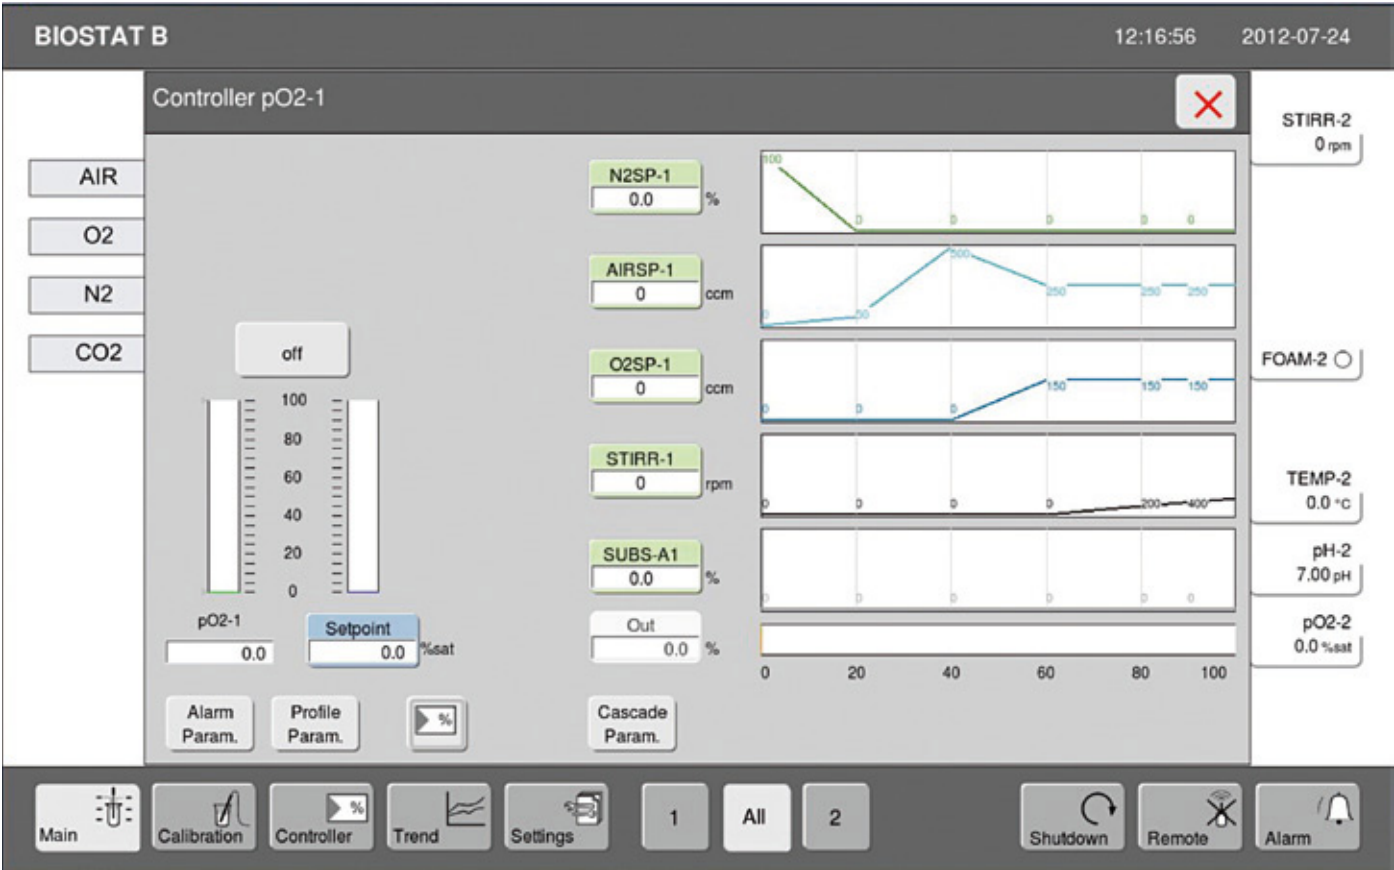 BIOSTAT B
12:16:56 2012-07-24
Controller pO2-1
AIR
O2
N2
CO2
off
100
80
60
40
20
0
pO2-1
0.0
Setpoint
0.0 %sat
Alarm
Param.
Profile
Param.
%
N2SP-1
0.0 %
100 0 0 0 0 0
AIRSP-1
0 ccm
0 50 500 250 250 250
O2SP-1
0 ccm
0 0 0 150 150 150
STIRR-1
0 rpm
0 0 0 0 200 400
SUBS-A1
0.0 %
0 0 0 0 0 0
Out
0.0 %
0 20 40 60 80 100
Cascade
Param.
STIRR-2
0 rpm
FOAM-2
TEMP-2
0.0 °C
pH-2
7.00 pH
pO2-2
0.0 %sat
Main
Calibration
%
Controller
Trend
Settings
1
All
2
Shutdown
Remote
Alarm